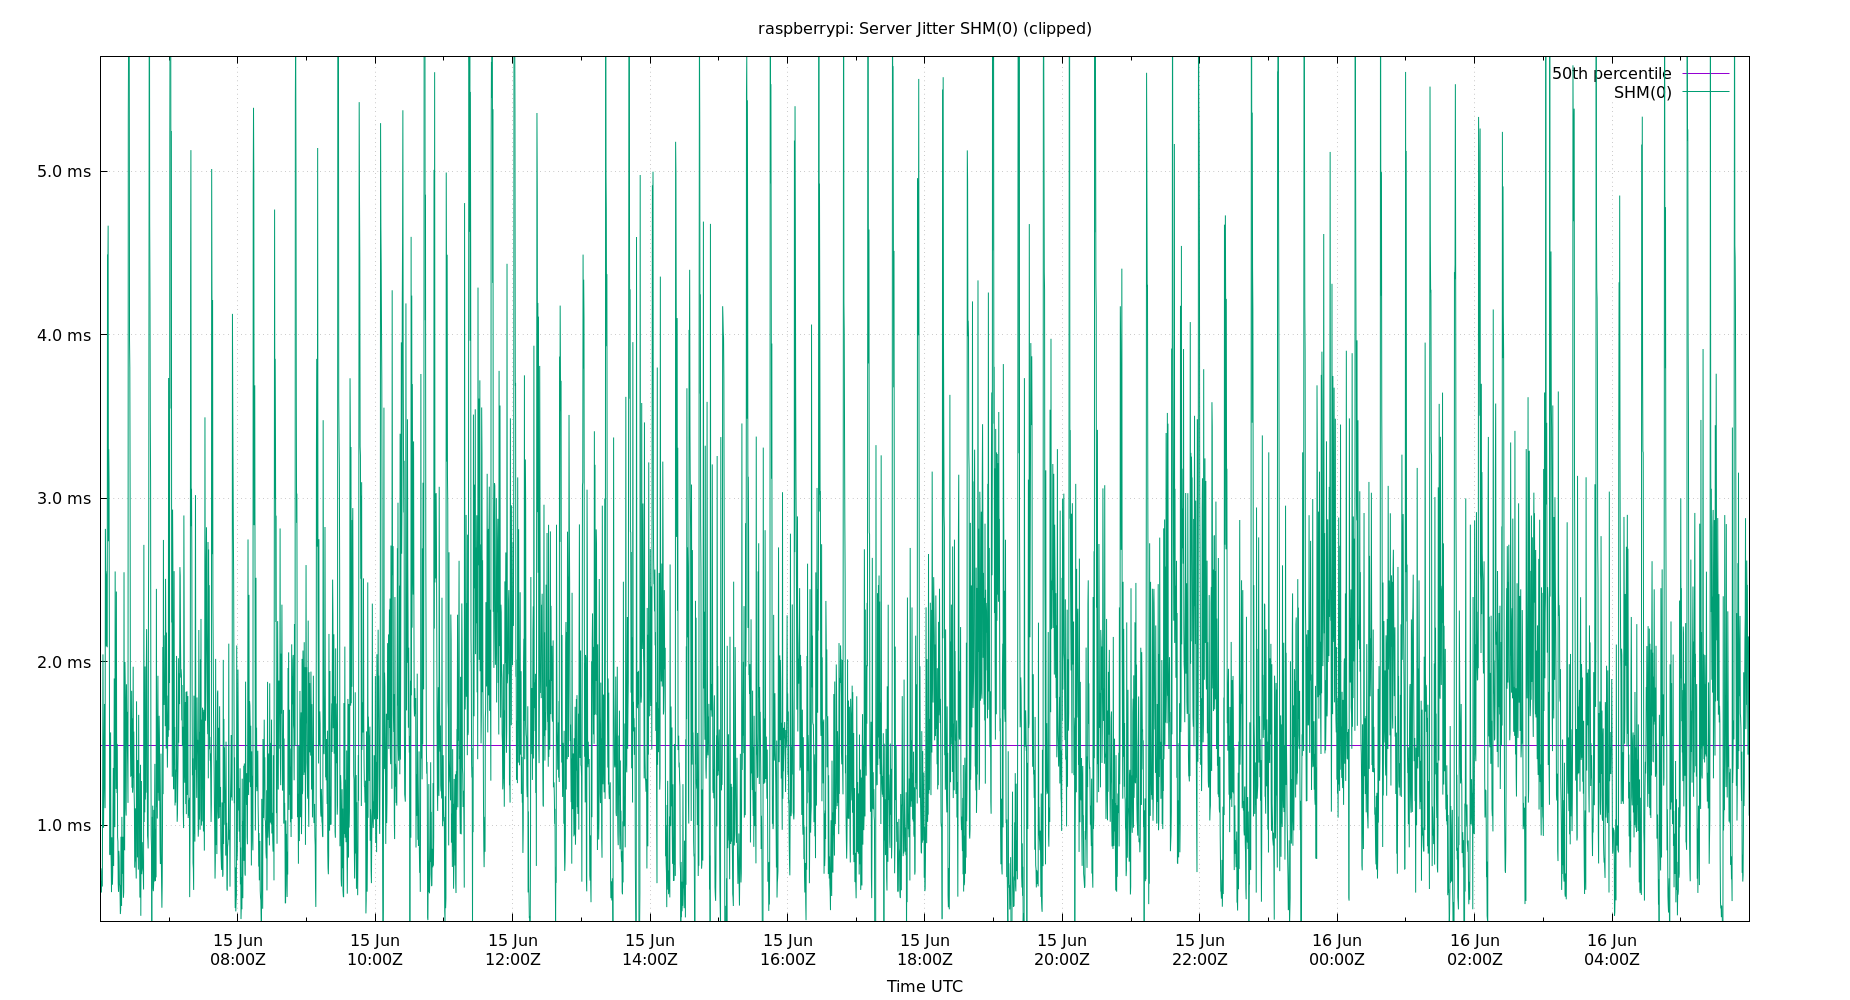 raspberrypi: Server Jitter SHM(0) (clipped)
50th percentile
SHM(0)
5.0 ms
4.0 ms
3.0 ms
2.0 ms
1.0 ms
15 Jun 15 Jun 15 Jun 15 Jun 15 Jun 15 Jun 15 Jun 15 Jun 16 Jun 16 Jun 16 Jun
08:00Z 10:00Z 12:00Z 14:00Z 16:00Z 18:00Z 20:00Z 22:00Z 00:00Z 02:00Z 04:00Z
Time UTC